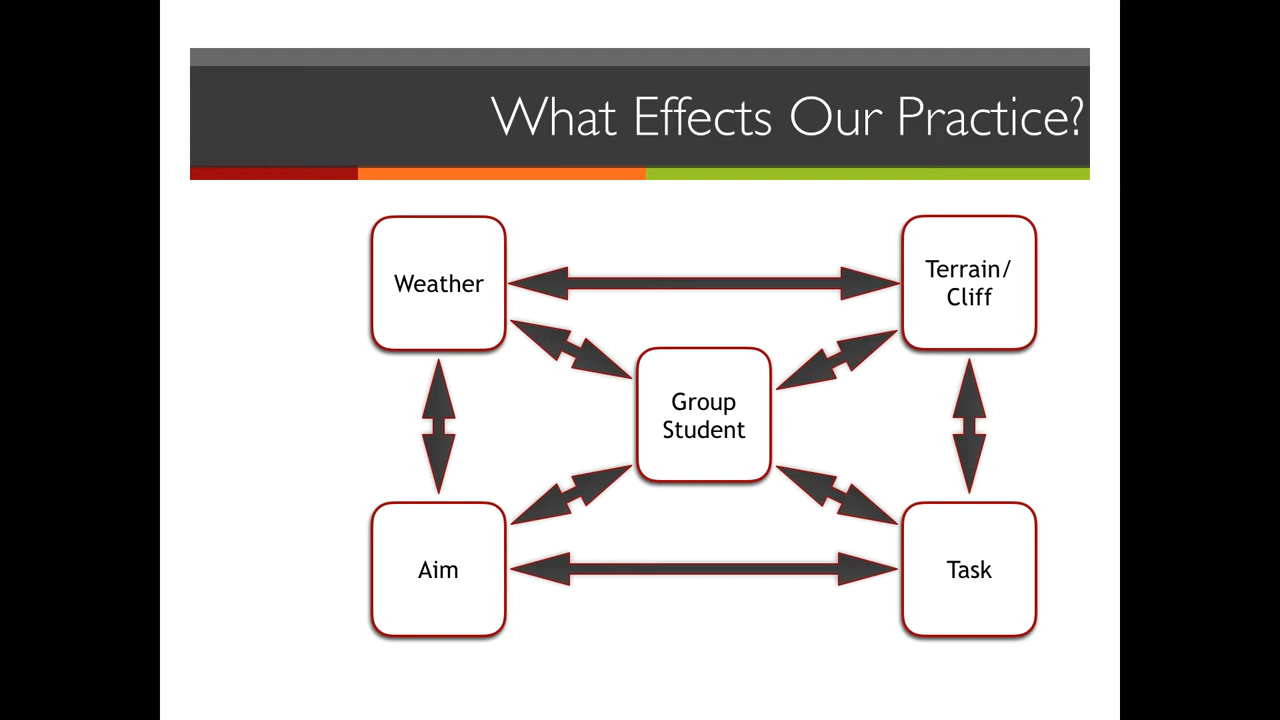 What Effects Our Practice?
Weather
Terrain/
Cliff
Group
Student
Aim
Task